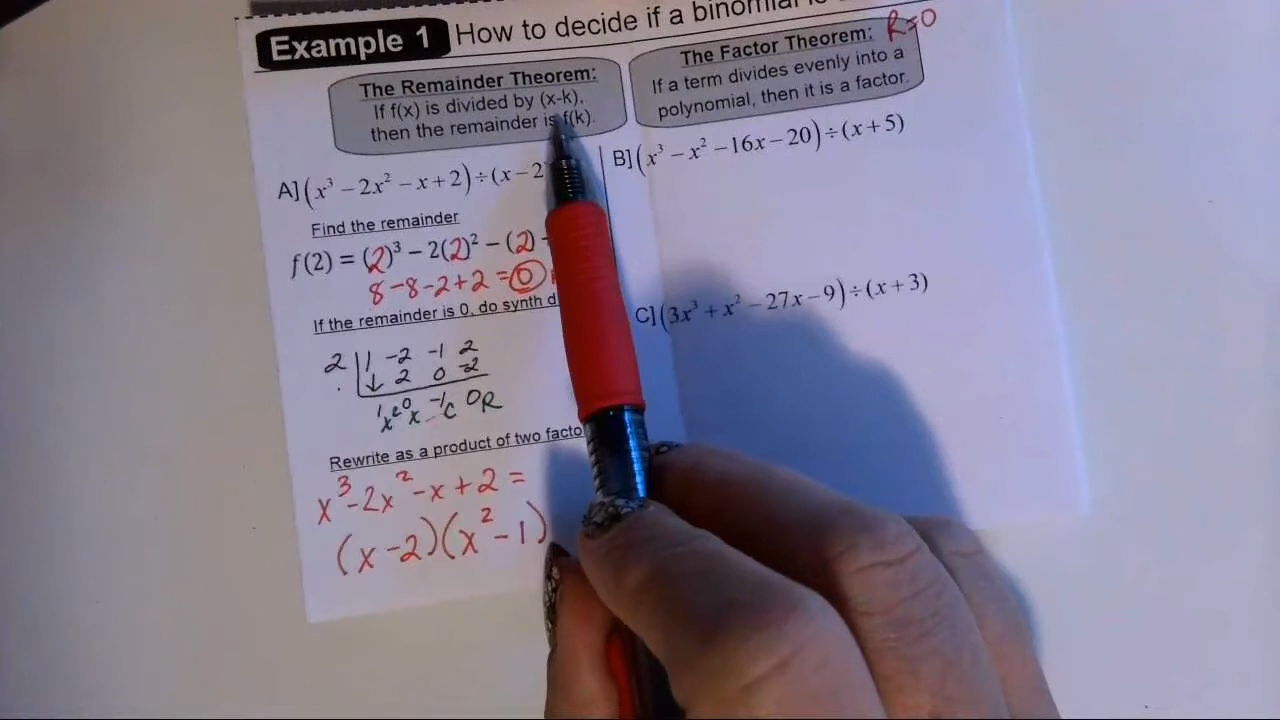 Example 1 How to decide if a binomial is
The Remainder Theorem:
If f(x) is divided by (x-k),
then the remainder is f(k).
The Factor Theorem: R=0
If a term divides evenly into a
polynomial, then it is a factor.
A](x³ − 2x² − x + 2) ÷ (x − 2
Find the remainder
f(2) = (2)³ − 2(2)² − (2)
8 − 8 − 2 + 2 = 0
If the remainder is 0, do synth d
2 | 1 −2 −1 2
↓ 2 0 −2
1 0 −1 0R
x² x C
Rewrite as a product of two facto
x³ − 2x² − x + 2 =
(x − 2)(x² − 1)
B](x³ − x² − 16x − 20) ÷ (x + 5)
C](3x³ + x² − 27x − 9) ÷ (x + 3)